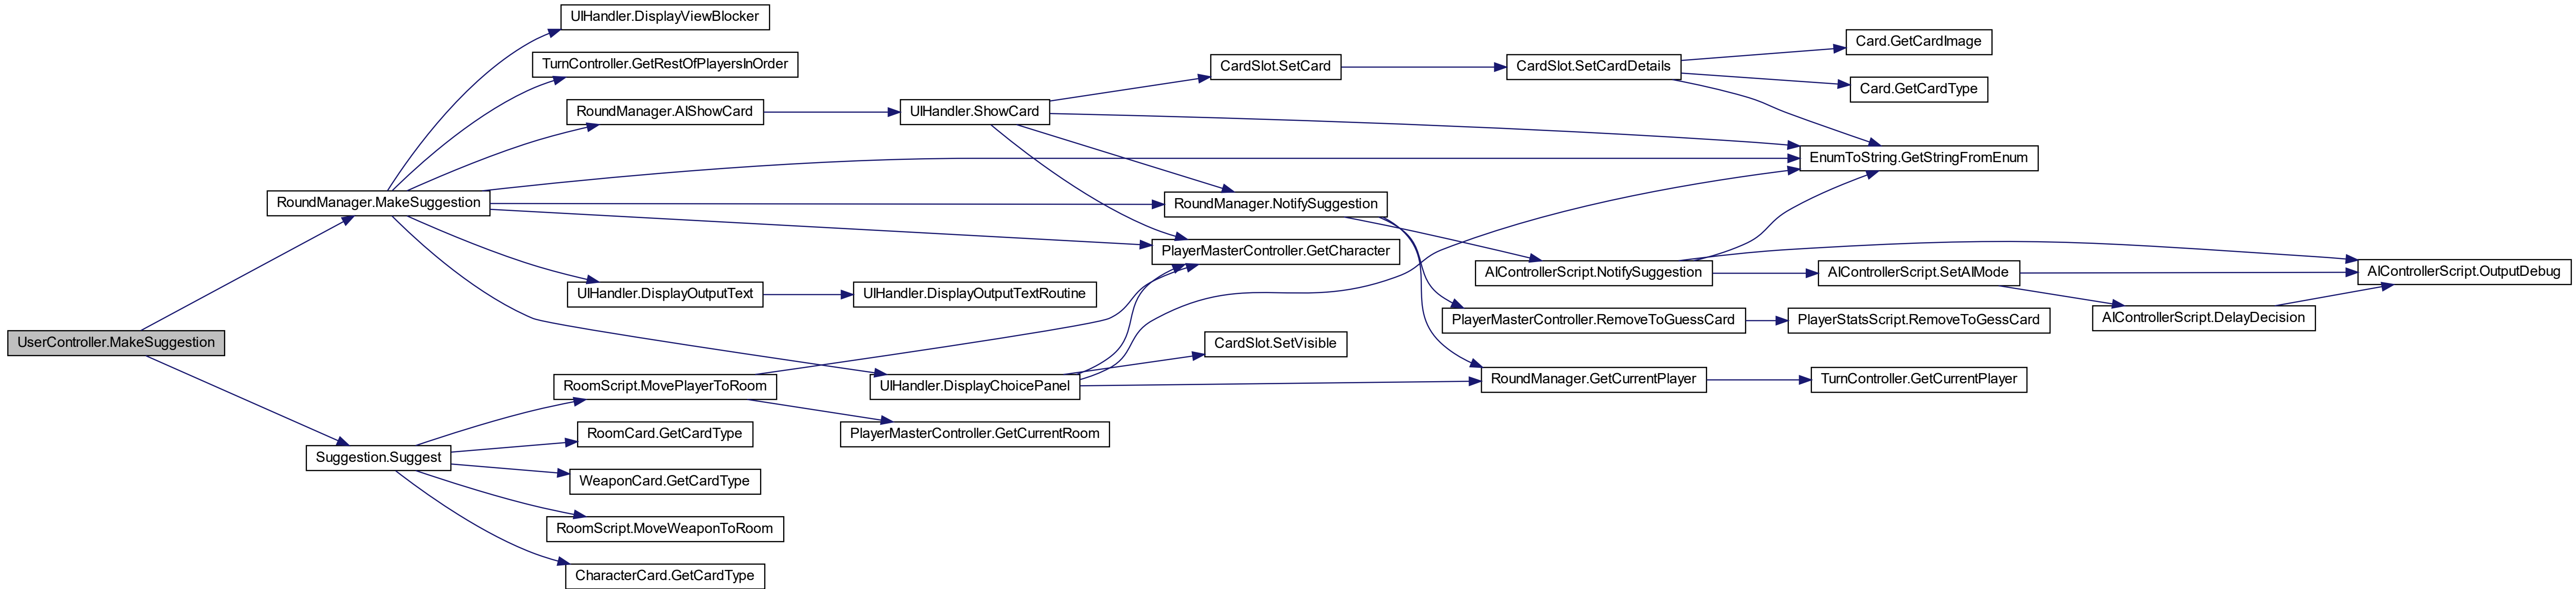 UIHandler.DisplayViewBlocker
TurnController.GetRestOfPlayersInOrder
RoundManager.AIShowCard
UIHandler.ShowCard
CardSlot.SetCard
CardSlot.SetCardDetails
Card.GetCardImage
Card.GetCardType
EnumToString.GetStringFromEnum
RoundManager.MakeSuggestion
RoundManager.NotifySuggestion
PlayerMasterController.GetCharacter
UIHandler.DisplayOutputText
UIHandler.DisplayOutputTextRoutine
AIControllerScript.NotifySuggestion
AIControllerScript.SetAIMode
AIControllerScript.OutputDebug
AIControllerScript.DelayDecision
PlayerMasterController.RemoveToGuessCard
PlayerStatsScript.RemoveToGessCard
UserController.MakeSuggestion
CardSlot.SetVisible
RoomScript.MovePlayerToRoom
UIHandler.DisplayChoicePanel
RoundManager.GetCurrentPlayer
TurnController.GetCurrentPlayer
RoomCard.GetCardType
PlayerMasterController.GetCurrentRoom
Suggestion.Suggest
WeaponCard.GetCardType
RoomScript.MoveWeaponToRoom
CharacterCard.GetCardType